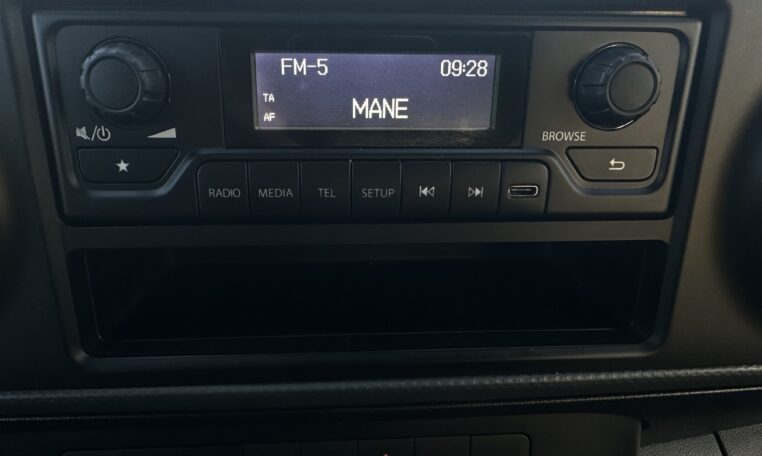 FM-5 09:28
TA
AF MANE
BROWSE
RADIO MEDIA TEL SETUP